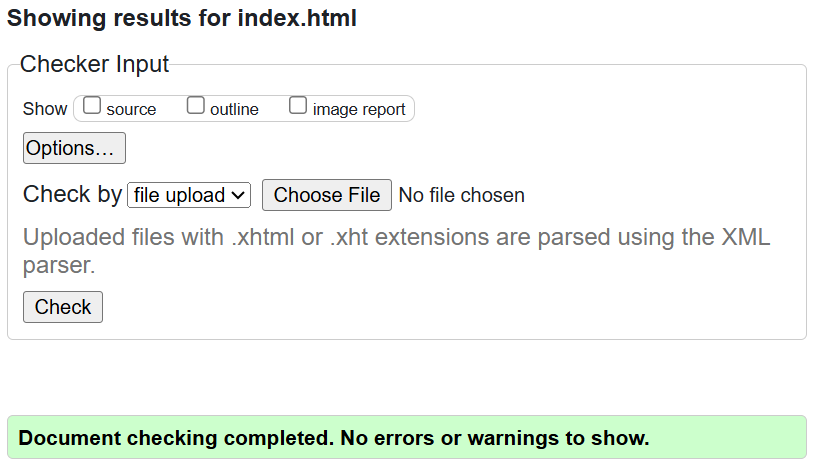 Showing results for index.html
Checker Input
Show source outline image report
Options…
Check by file upload Choose File No file chosen
Uploaded files with .xhtml or .xht extensions are parsed using the XML
parser.
Check
Document checking completed. No errors or warnings to show.